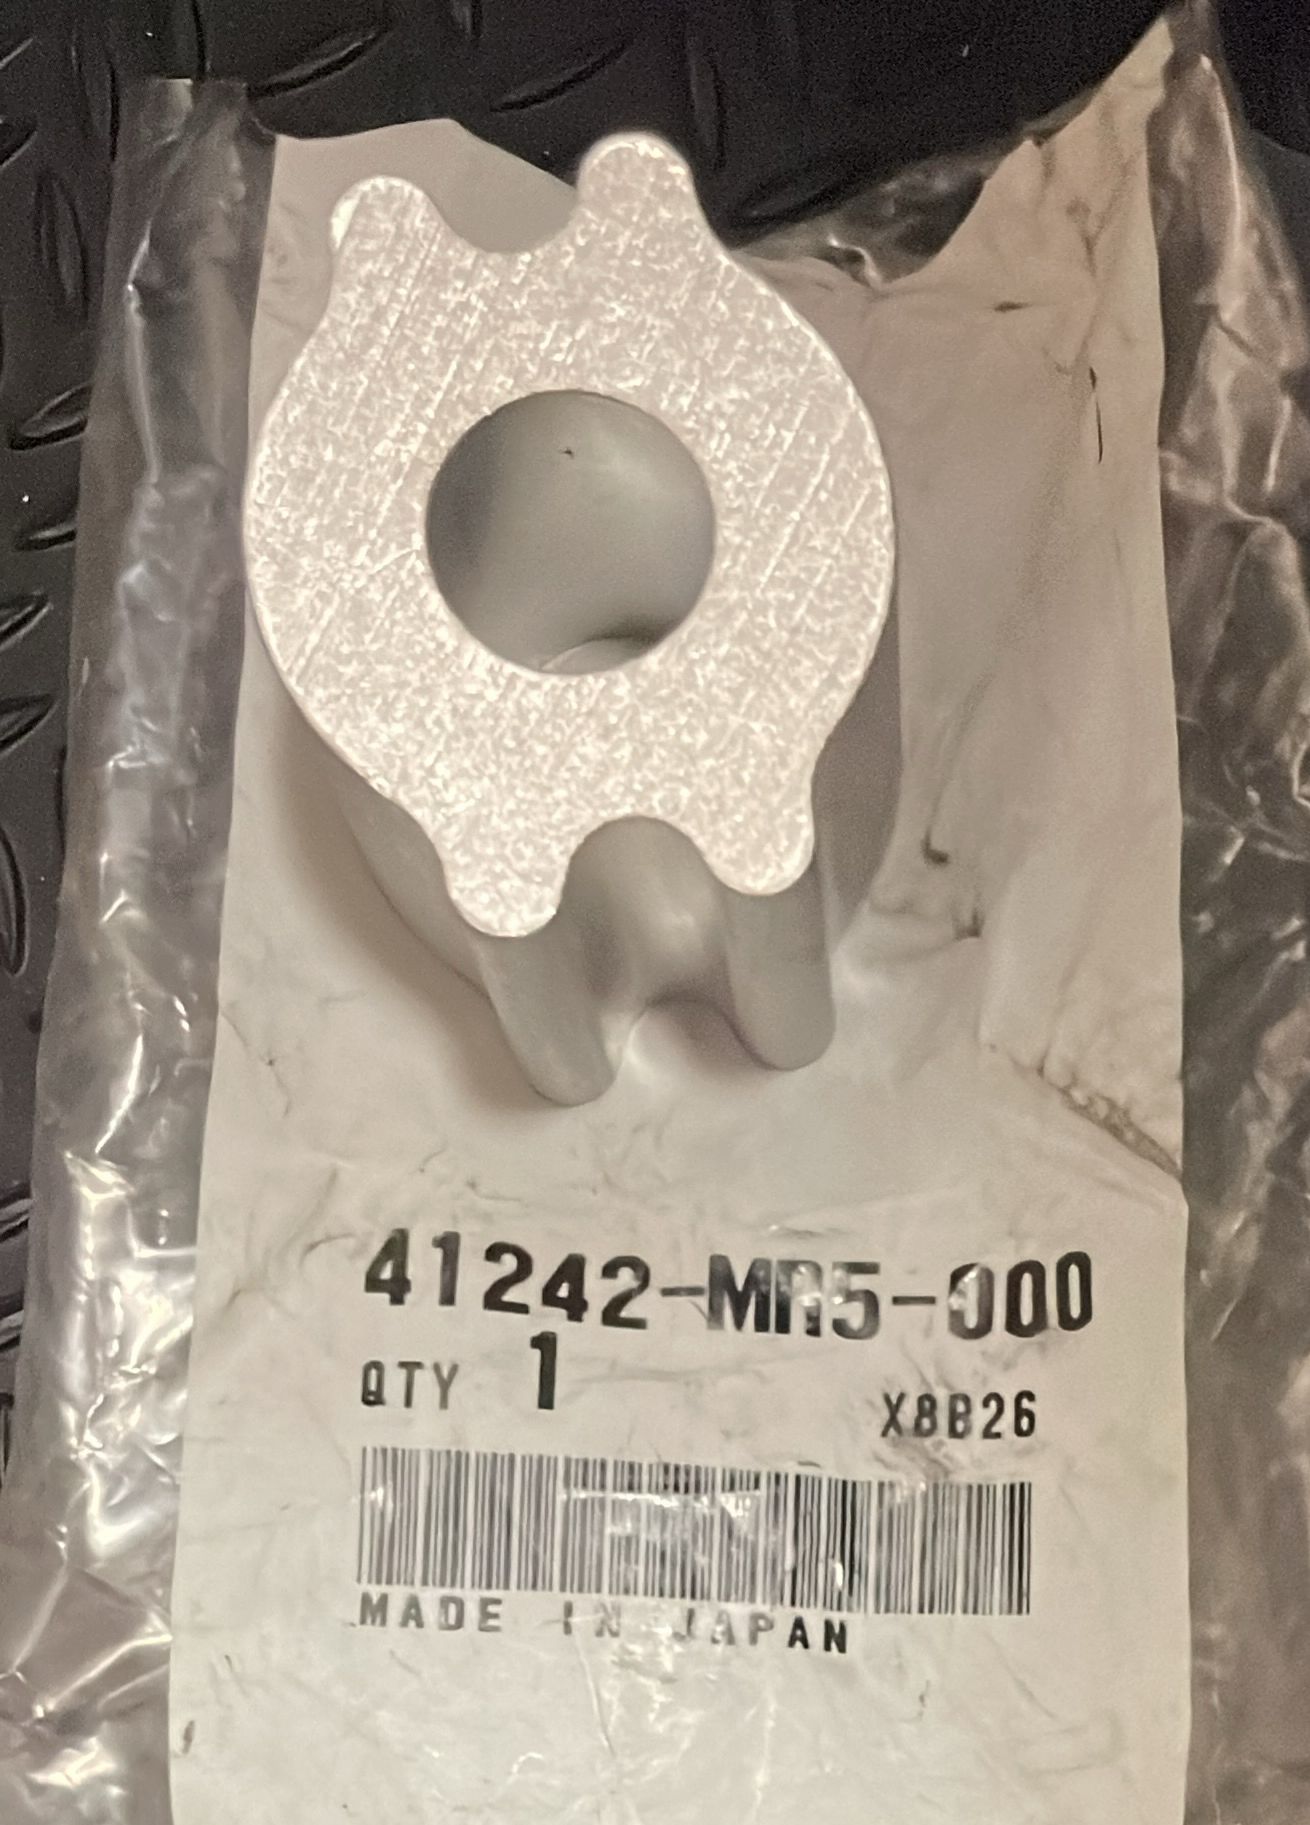 41242-MR5-000
QTY 1
X8B26
MADE IN JAPAN